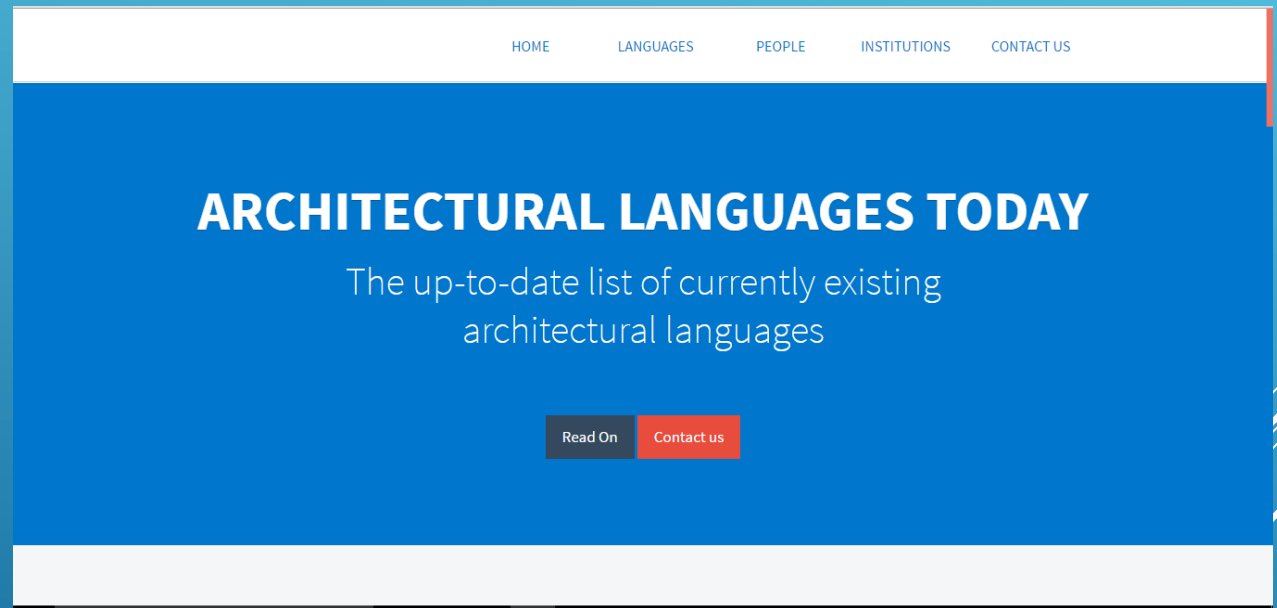 HOME LANGUAGES PEOPLE INSTITUTIONS CONTACT US
ARCHITECTURAL LANGUAGES TODAY
The up-to-date list of currently existing
architectural languages
Read On Contact us